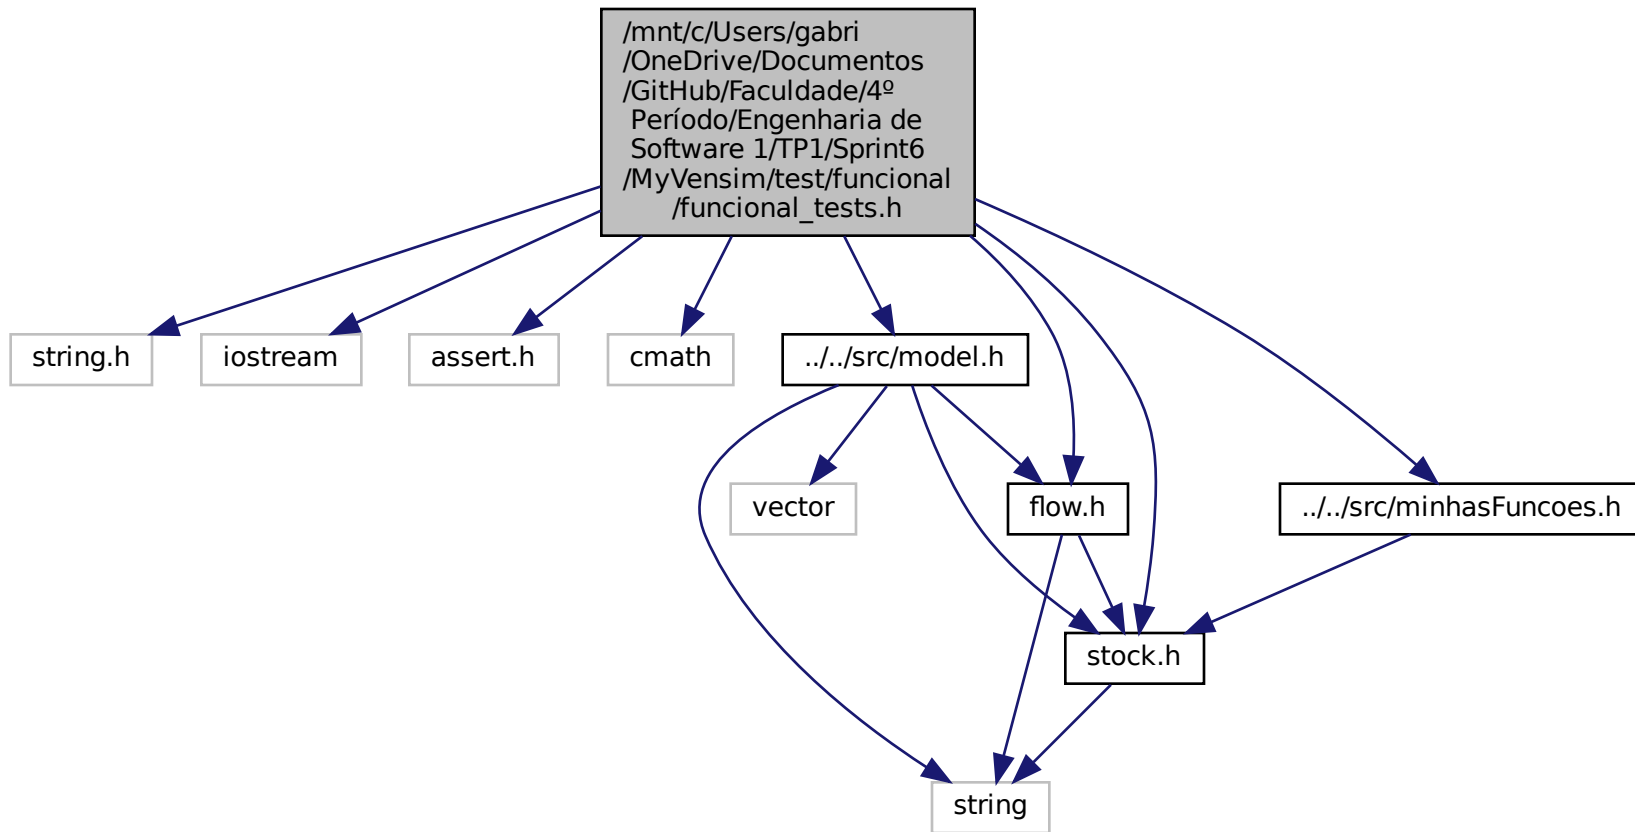 /mnt/c/Users/gabri
/OneDrive/Documentos
/GitHub/Faculdade/4º
Período/Engenharia de
Software 1/TP1/Sprint6
/MyVensim/test/funcional
/funcional_tests.h
string.h
iostream
assert.h
cmath
../../src/model.h
vector
flow.h
../../src/minhasFuncoes.h
stock.h
string